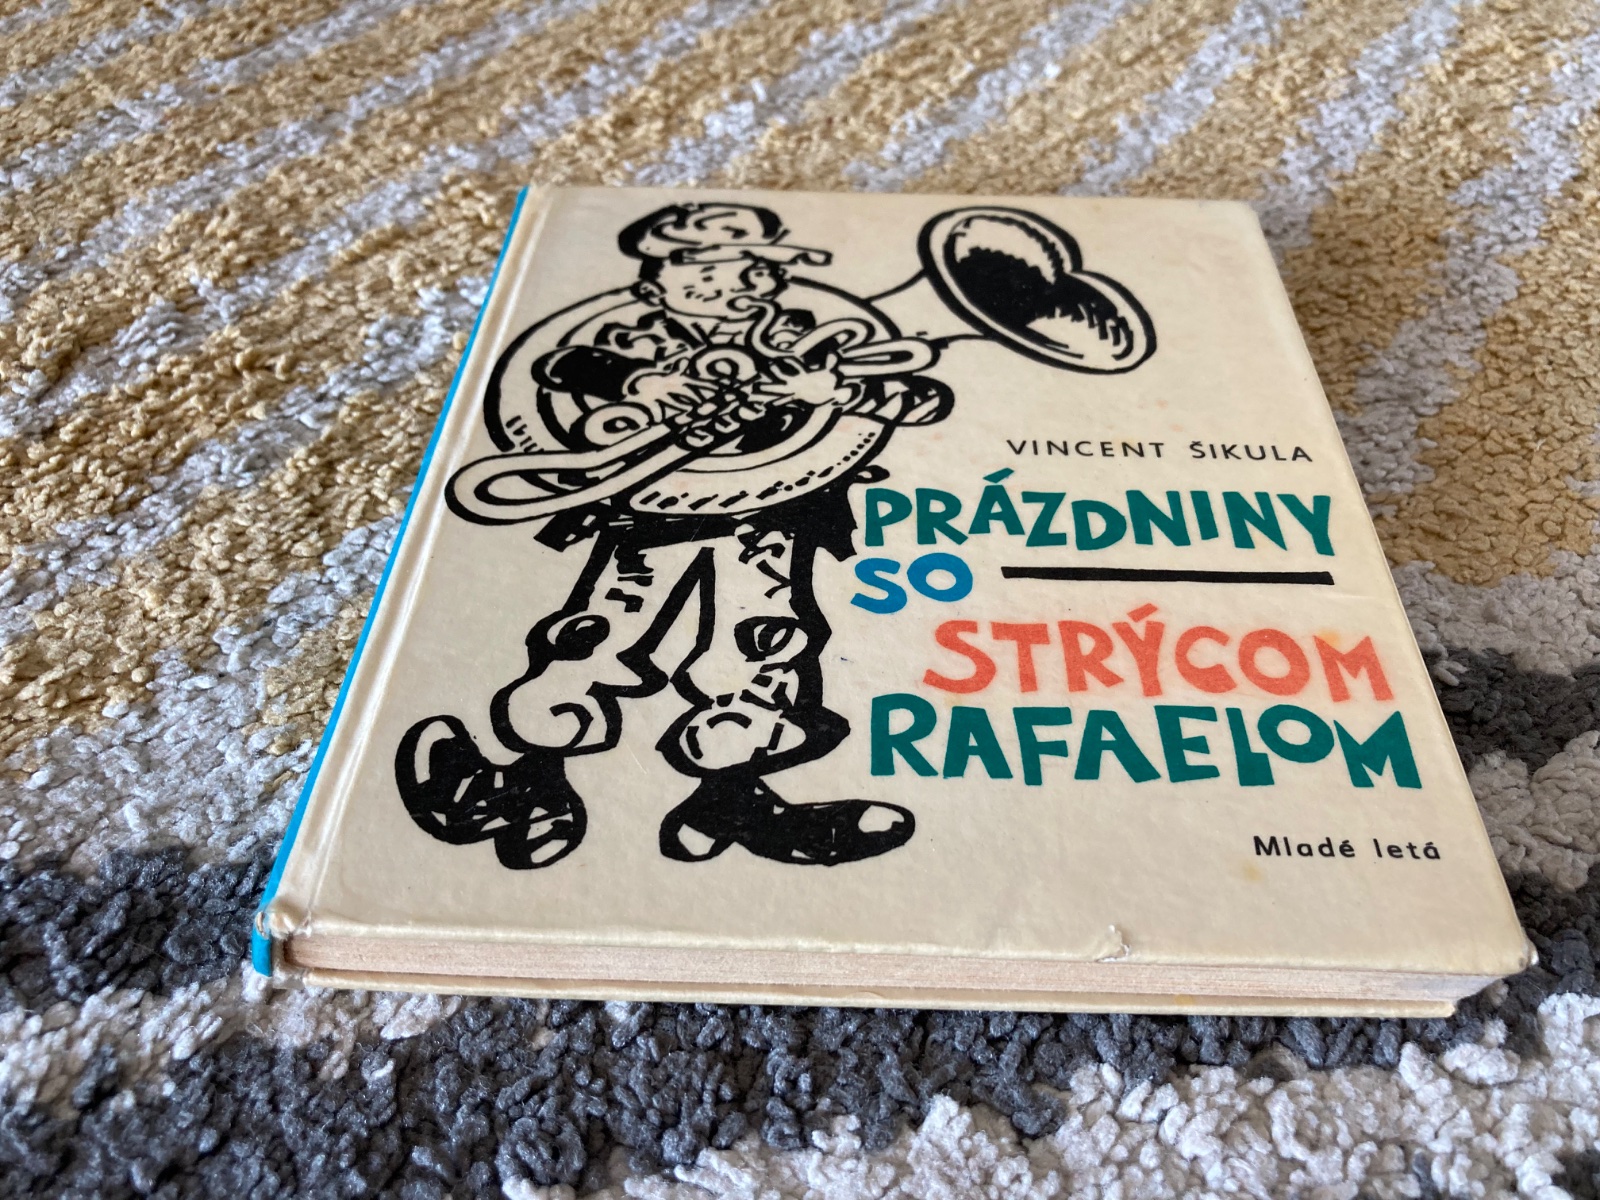 VINCENT ŠIKULA
PRÁZDNINY
SO
STRÝCOM
RAFAELOM
Mladé letá